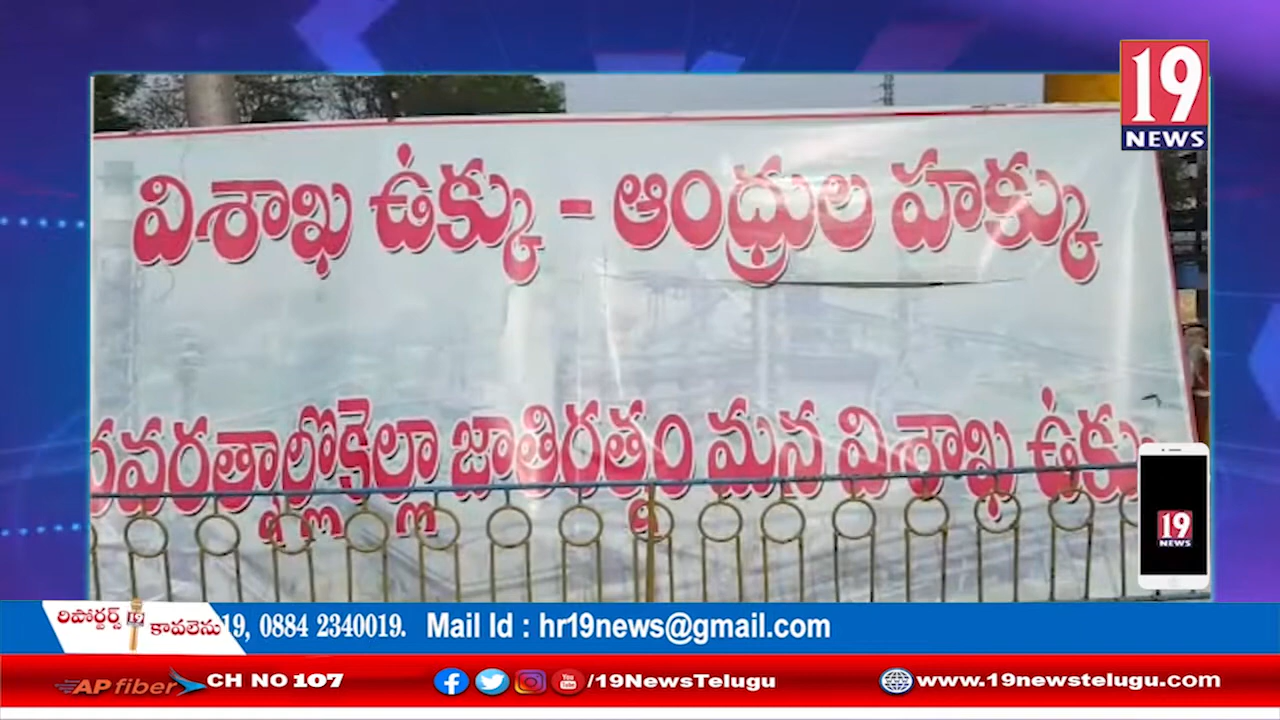 19
NEWS
విశాఖ ఉక్కు - ఆంధ్రుల హక్కు
నవరత్నాల్లోకెల్లా జాతిరత్నం మన విశాఖ ఉక్కు
19
NEWS
రిపోర్టర్స్ 19 కావలెను
19, 0884 2340019. Mail Id : hr19news@gmail.com
AP fiber CH NO 107 /19NewsTelugu www.19newstelugu.com